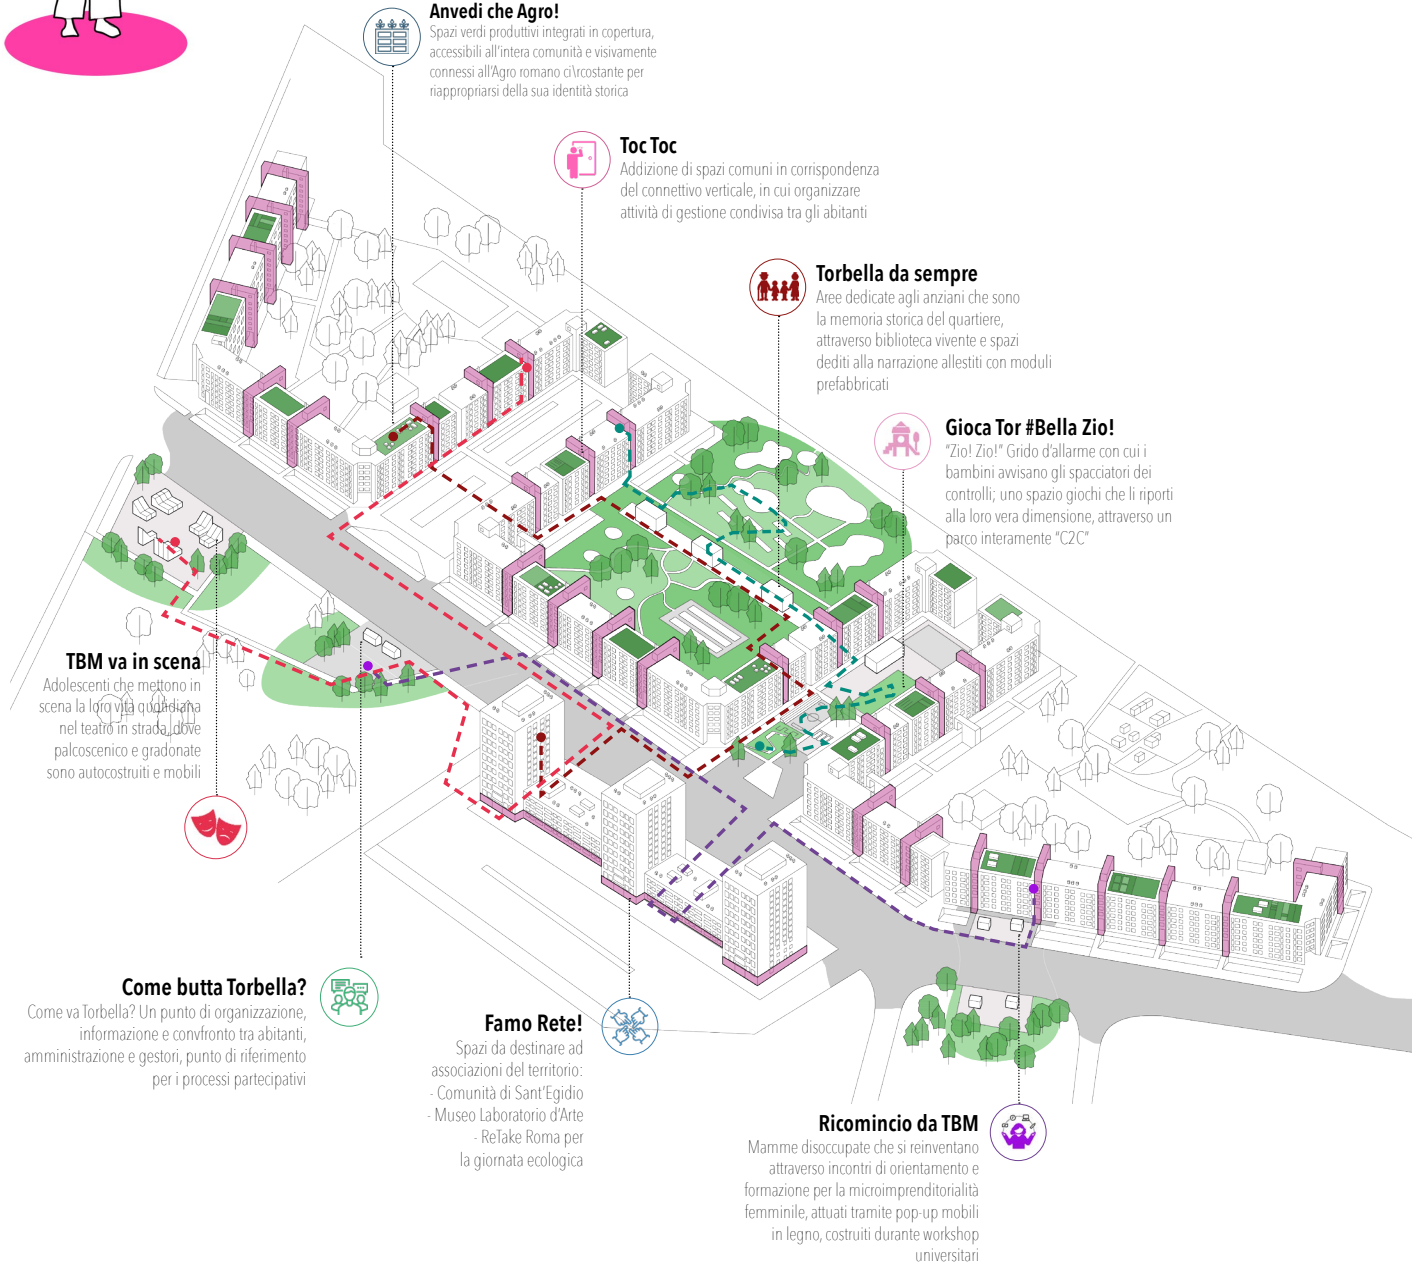 Anvedi che Agro!
Spazi verdi produttivi integrati in copertura,
accessibili all'intera comunità e visivamente
connessi all'Agro romano ci\rcostante per
riappropriarsi della sua identità storica
Toc Toc
Addizione di spazi comuni in corrispondenza
del connettivo verticale, in cui organizzare
attività di gestione condivisa tra gli abitanti
Torbella da sempre
Aree dedicate agli anziani che sono
la memoria storica del quartiere,
attraverso biblioteca vivente e spazi
dediti alla narrazione allestiti con moduli
prefabbricati
Gioca Tor #Bella Zio!
"Zio! Zio!" Grido d'allarme con cui i
bambini avvisano gli spacciatori dei
controlli; uno spazio giochi che li riporti
alla loro vera dimensione, attraverso un
parco interamente "C2C"
TBM va in scena
Adolescenti che mettono in
scena la loro vita quotidiana
nel teatro in strada, dove
palcoscenico e gradonate
sono autocostruiti e mobili
Come butta Torbella?
Come va Torbella? Un punto di organizzazione,
informazione e convfronto tra abitanti,
amministrazione e gestori, punto di riferimento
per i processi partecipativi
Famo Rete!
Spazi da destinare ad
associazioni del territorio:
- Comunità di Sant'Egidio
- Museo Laboratorio d'Arte
- ReTake Roma per
la giornata ecologica
Ricomincio da TBM
Mamme disoccupate che si reinventano
attraverso incontri di orientamento e
formazione per la microimprenditorialità
femminile, attuati tramite pop-up mobili
in legno, costruiti durante workshop
universitari